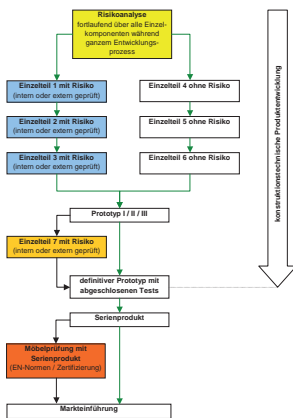 Risikoanalyse
fortlaufend über alle Einzel-
komponenten während
ganzem Entwicklungs-
prozess
Einzelteil 1 mit Risiko
(intern oder extern geprüft)
Einzelteil 4 ohne Risiko
Einzelteil 2 mit Risiko
(intern oder extern geprüft)
Einzelteil 5 ohne Risiko
Einzelteil 3 mit Risiko
(intern oder extern geprüft)
Einzelteil 6 ohne Risiko
Prototyp I / II / III
Einzelteil 7 mit Risiko
(intern oder extern geprüft)
definitiver Prototyp mit
abgeschlossenen Tests
Serienprodukt
Möbelprüfung mit
Serienprodukt
(EN-Normen / Zertifizierung)
Markteinführung
konstruktionstechnische Produktentwicklung